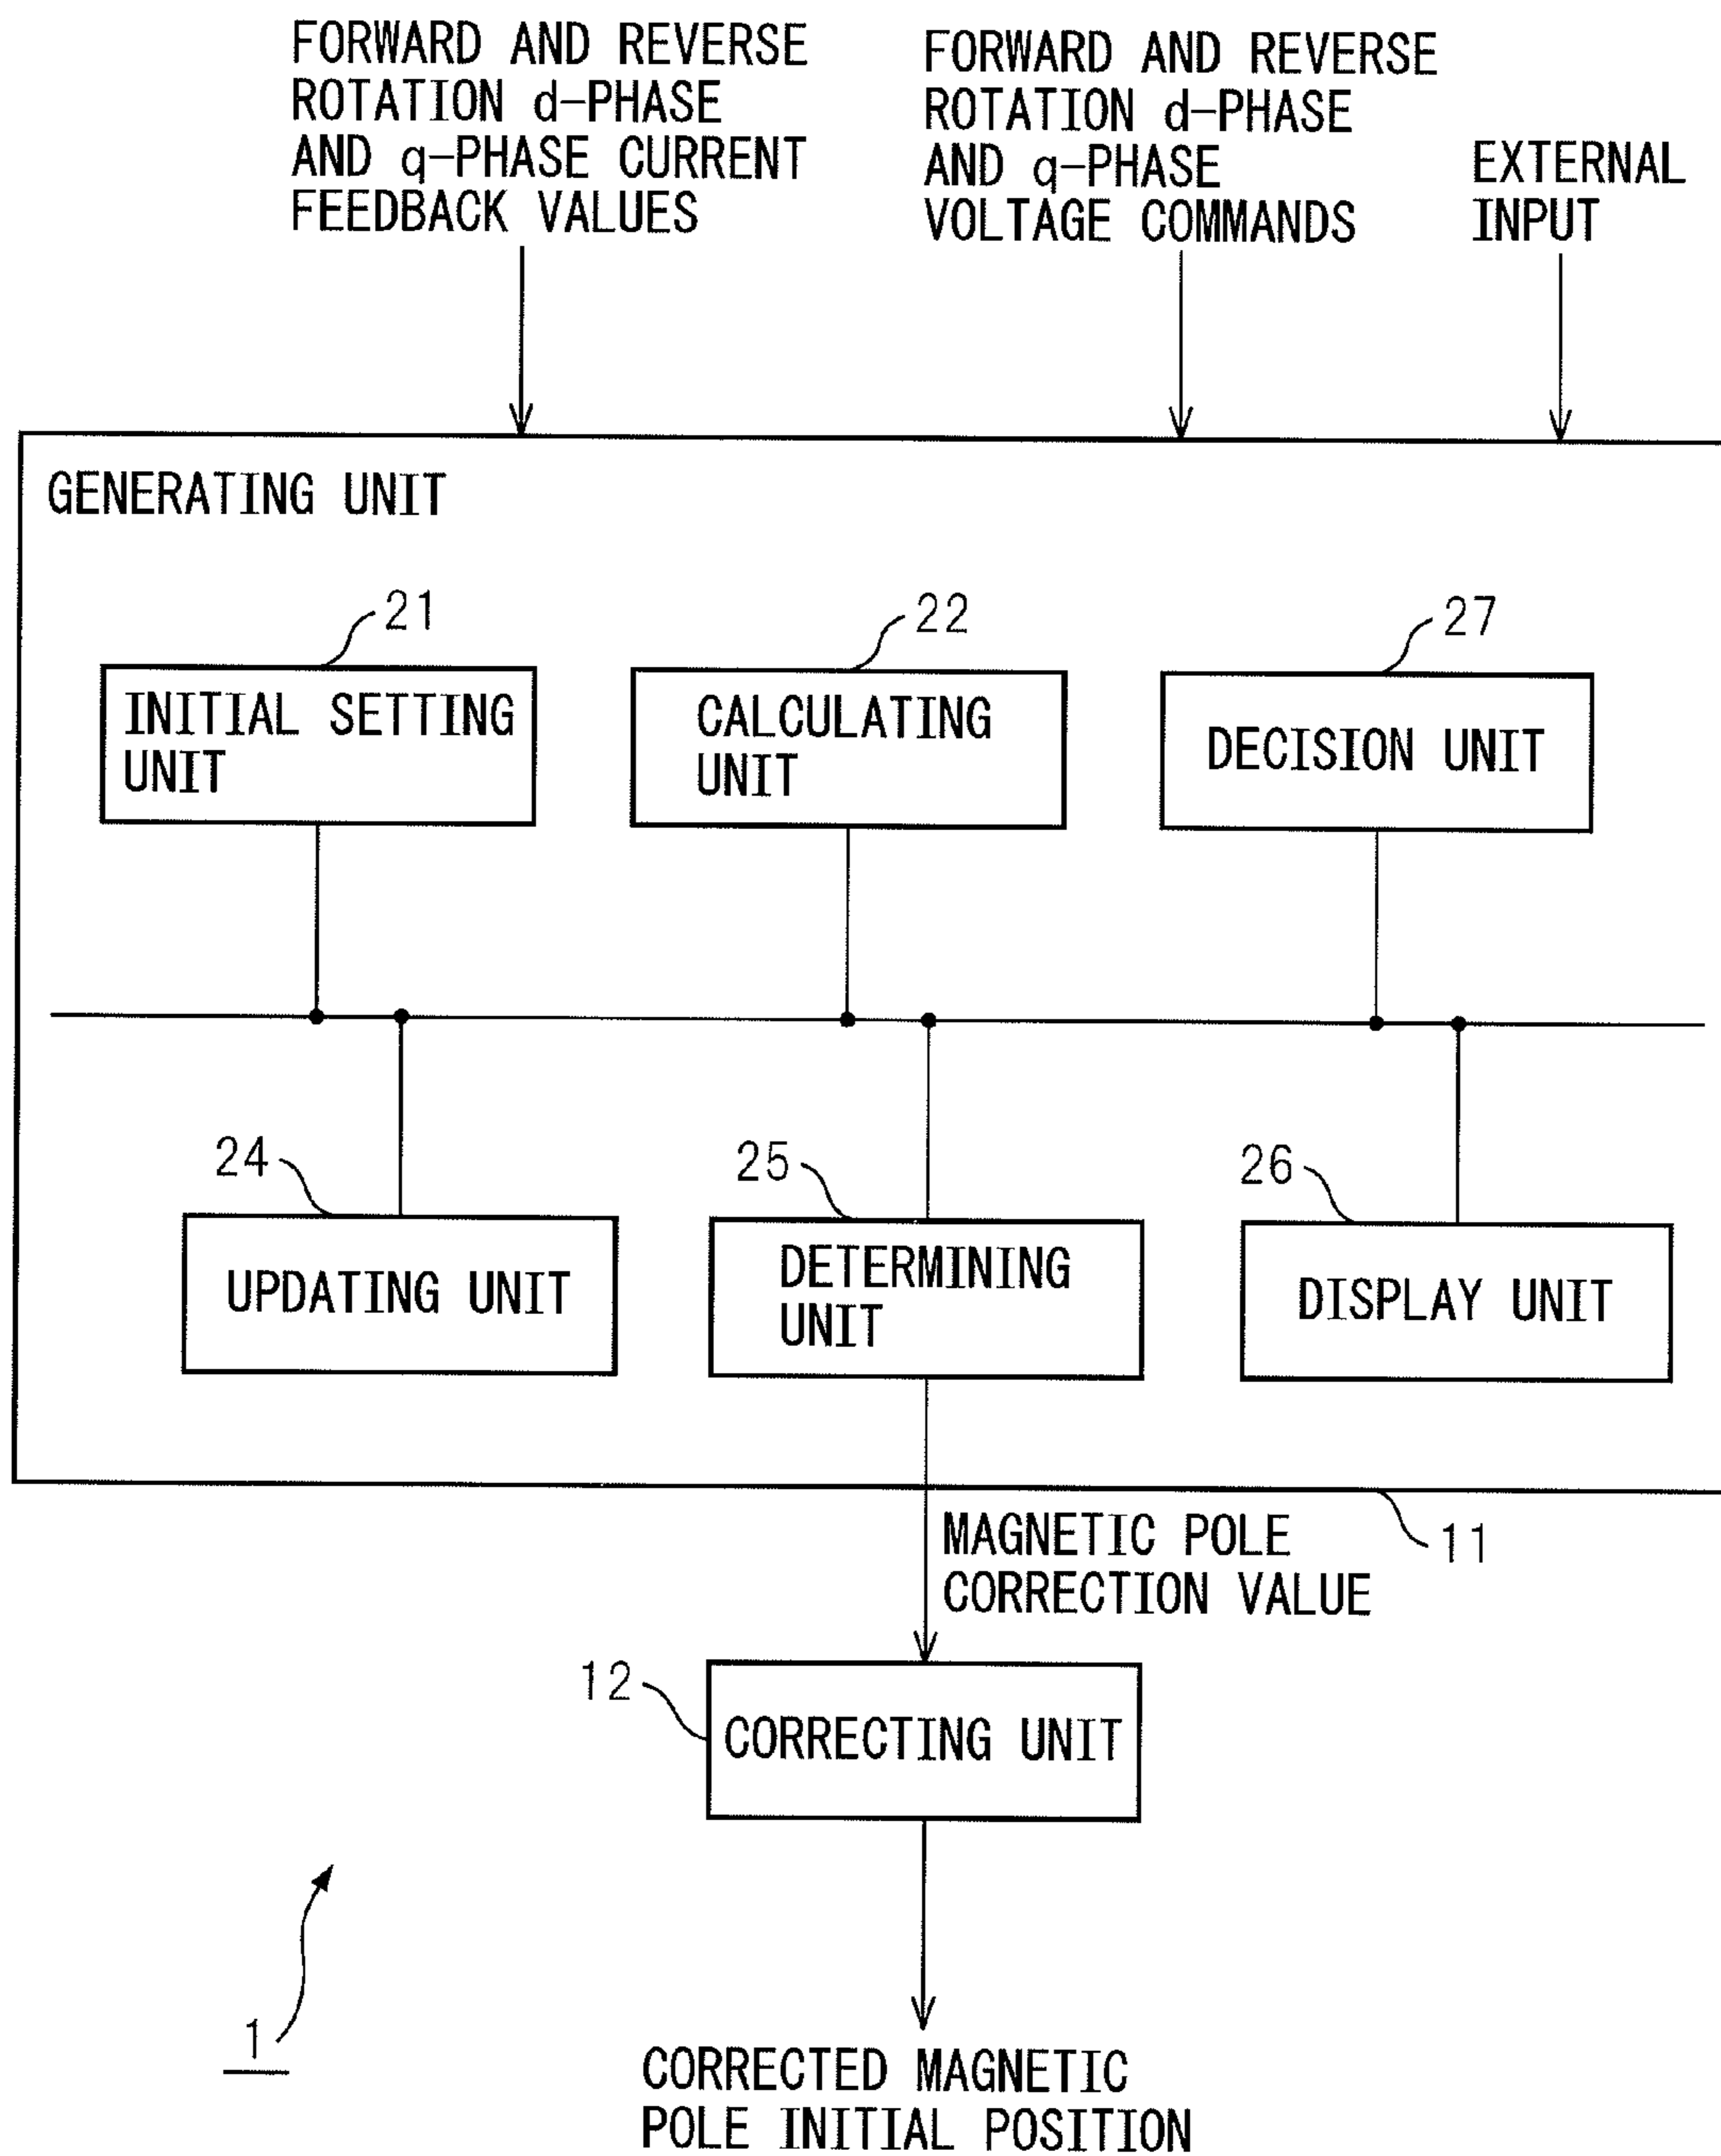 FORWARD AND REVERSE
ROTATION d-PHASE
AND q-PHASE CURRENT
FEEDBACK VALUES
FORWARD AND REVERSE
ROTATION d-PHASE
AND q-PHASE
VOLTAGE COMMANDS
EXTERNAL
INPUT
GENERATING UNIT
21
INITIAL SETTING
UNIT
22
CALCULATING
UNIT
27
DECISION UNIT
24
UPDATING UNIT
25
DETERMINING
UNIT
26
DISPLAY UNIT
11
MAGNETIC POLE
CORRECTION VALUE
12
CORRECTING UNIT
1
CORRECTED MAGNETIC
POLE INITIAL POSITION